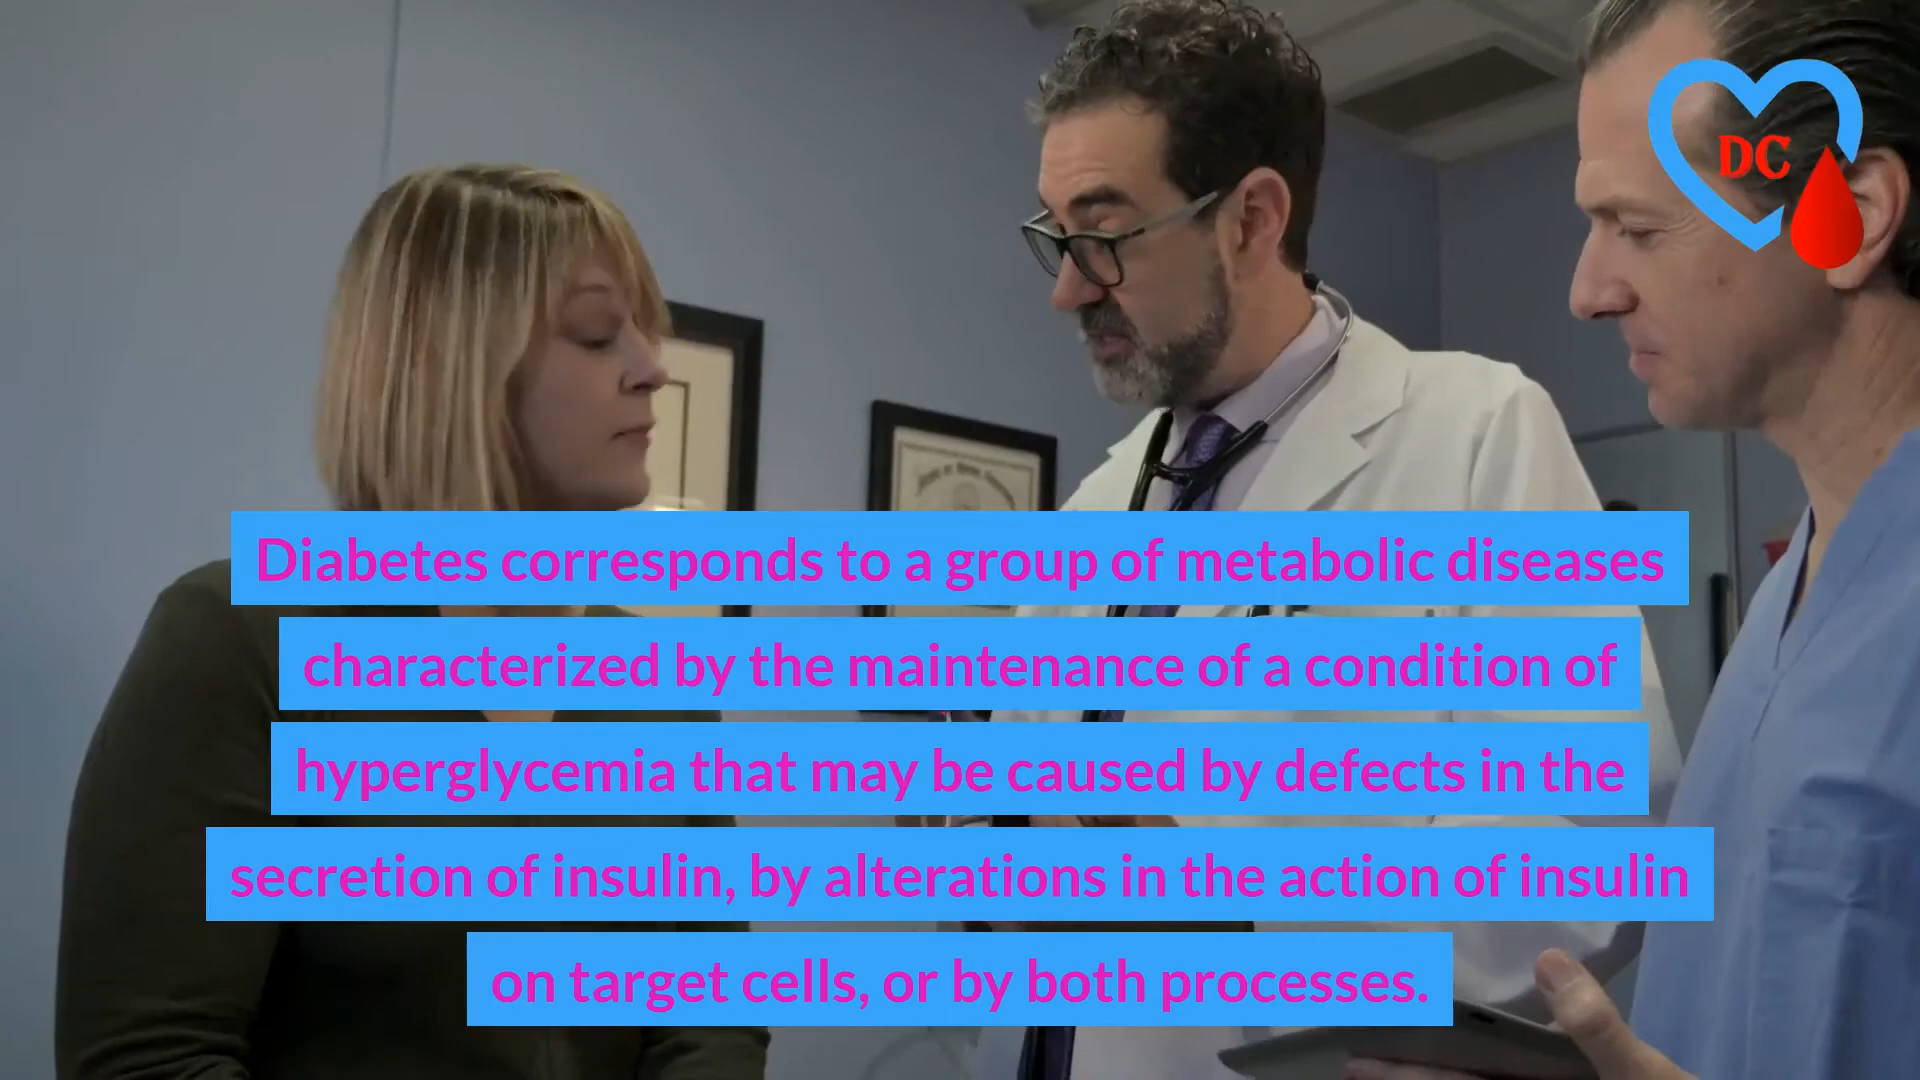 DC
Diabetes corresponds to a group of metabolic diseases
characterized by the maintenance of a condition of
hyperglycemia that may be caused by defects in the
secretion of insulin, by alterations in the action of insulin
on target cells, or by both processes.